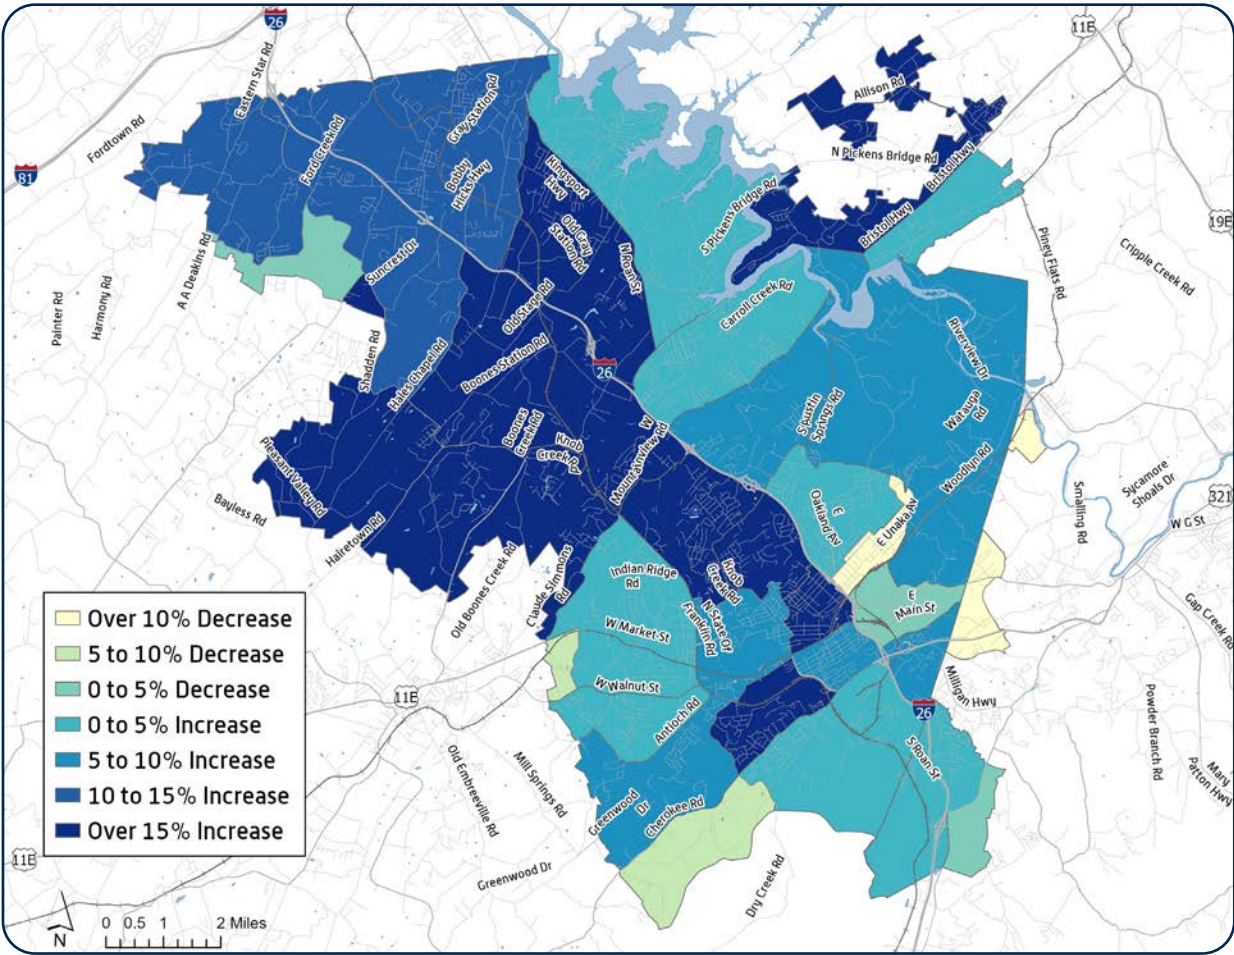 26
11E
Eastern Star Rd
Gray Station Rd
Allison Rd
Fordtown Rd
Ford Creek Rd
81
Bobby
Hicks Hwy
Kingsport
Hwy
N Pickens Bridge Rd
Bristol Hwy
S Pickens Bridge Rd
Old Gray
Station Rd
N Roan St
Bristol Hwy
19E
Piney Flats Rd
Cripple Creek Rd
A A Deakins Rd
Suncrest Dr
Painter Rd
Harmony Rd
Old Stage Rd
Carroll Creek Rd
Riverview Dr
Shadden Rd
Hales Chapel Rd
Boones Station Rd
26
S Austin
Springs Rd
Watauga
Rd
Boones
Creek Rd
Knob
Creek Rd
W
Mountainview Rd
Woodlyn Rd
Pleasant Valley Rd
Bayless Rd
Hairetown Rd
E
Oakland Av
E Unaka Av
Smalling Rd
Sycamore
Shoals Dr
321
W G St
Old Boones Creek Rd
Claude Simmons
Rd
Indian Ridge
Rd
Knob
Creek Rd
N State Of
Franklin Rd
E
Main St
Gap Creek Rd
W Market St
W Walnut St
11E
Antioch Rd
Milligan Hwy
26
S Roan St
Powder Branch Rd
Mary
Patton Hwy
Old Embreeville Rd
Mill Springs Rd
Greenwood
Dr
Cherokee Rd
Greenwood Dr
Dry Creek Rd
11E
Over 10% Decrease
5 to 10% Decrease
0 to 5% Decrease
0 to 5% Increase
5 to 10% Increase
10 to 15% Increase
Over 15% Increase
N
0 0.5 1 2 Miles